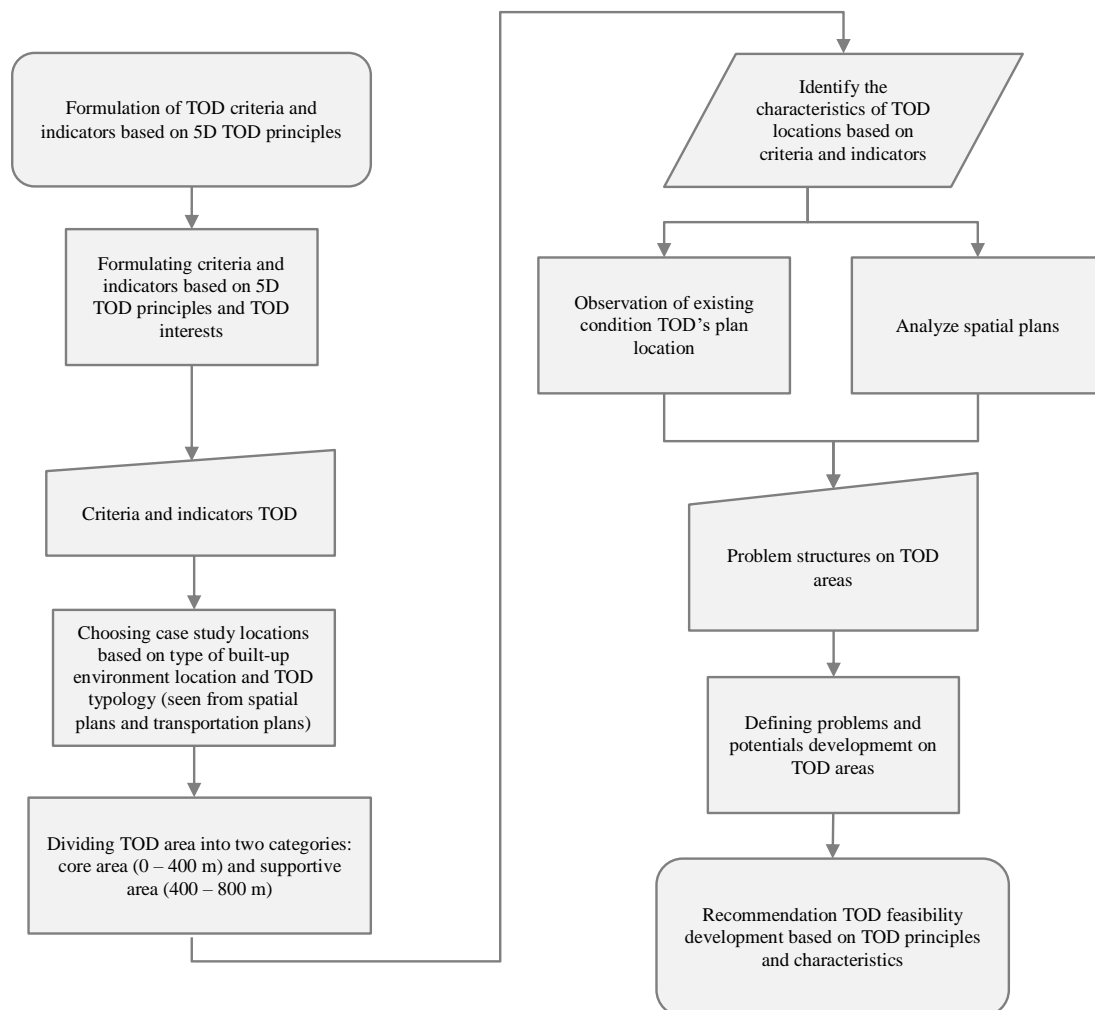 Formulation of TOD criteria and
indicators based on 5D TOD principles
Formulating criteria and
indicators based on 5D
TOD principles and TOD
interests
Criteria and indicators TOD
Choosing case study locations
based on type of built-up
environment location and TOD
typology (seen from spatial
plans and transportation plans)
Dividing TOD area into two categories:
core area (0 – 400 m) and supportive
area (400 – 800 m)
Identify the
characteristics of TOD
locations based on
criteria and indicators
Observation of existing
condition TOD’s plan
location
Analyze spatial plans
Problem structures on TOD
areas
Defining problems and
potentials developmemt on
TOD areas
Recommendation TOD feasibility
development based on TOD principles
and characteristics